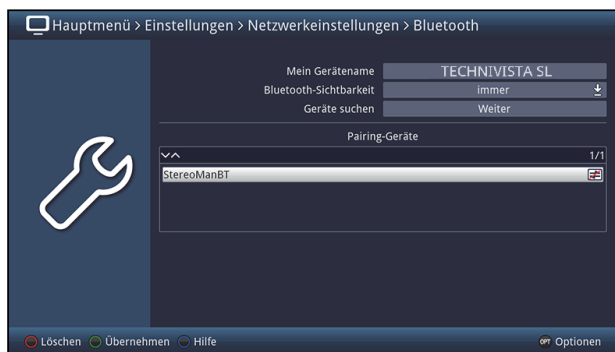 Hauptmenü > Einstellungen > Netzwerkeinstellungen > Bluetooth
Mein Gerätename TECHNIVISTA SL
Bluetooth-Sichtbarkeit immer
Geräte suchen Weiter
Pairing-Geräte
1/1
StereoManBT
Löschen Übernehmen Hilfe OPT Optionen